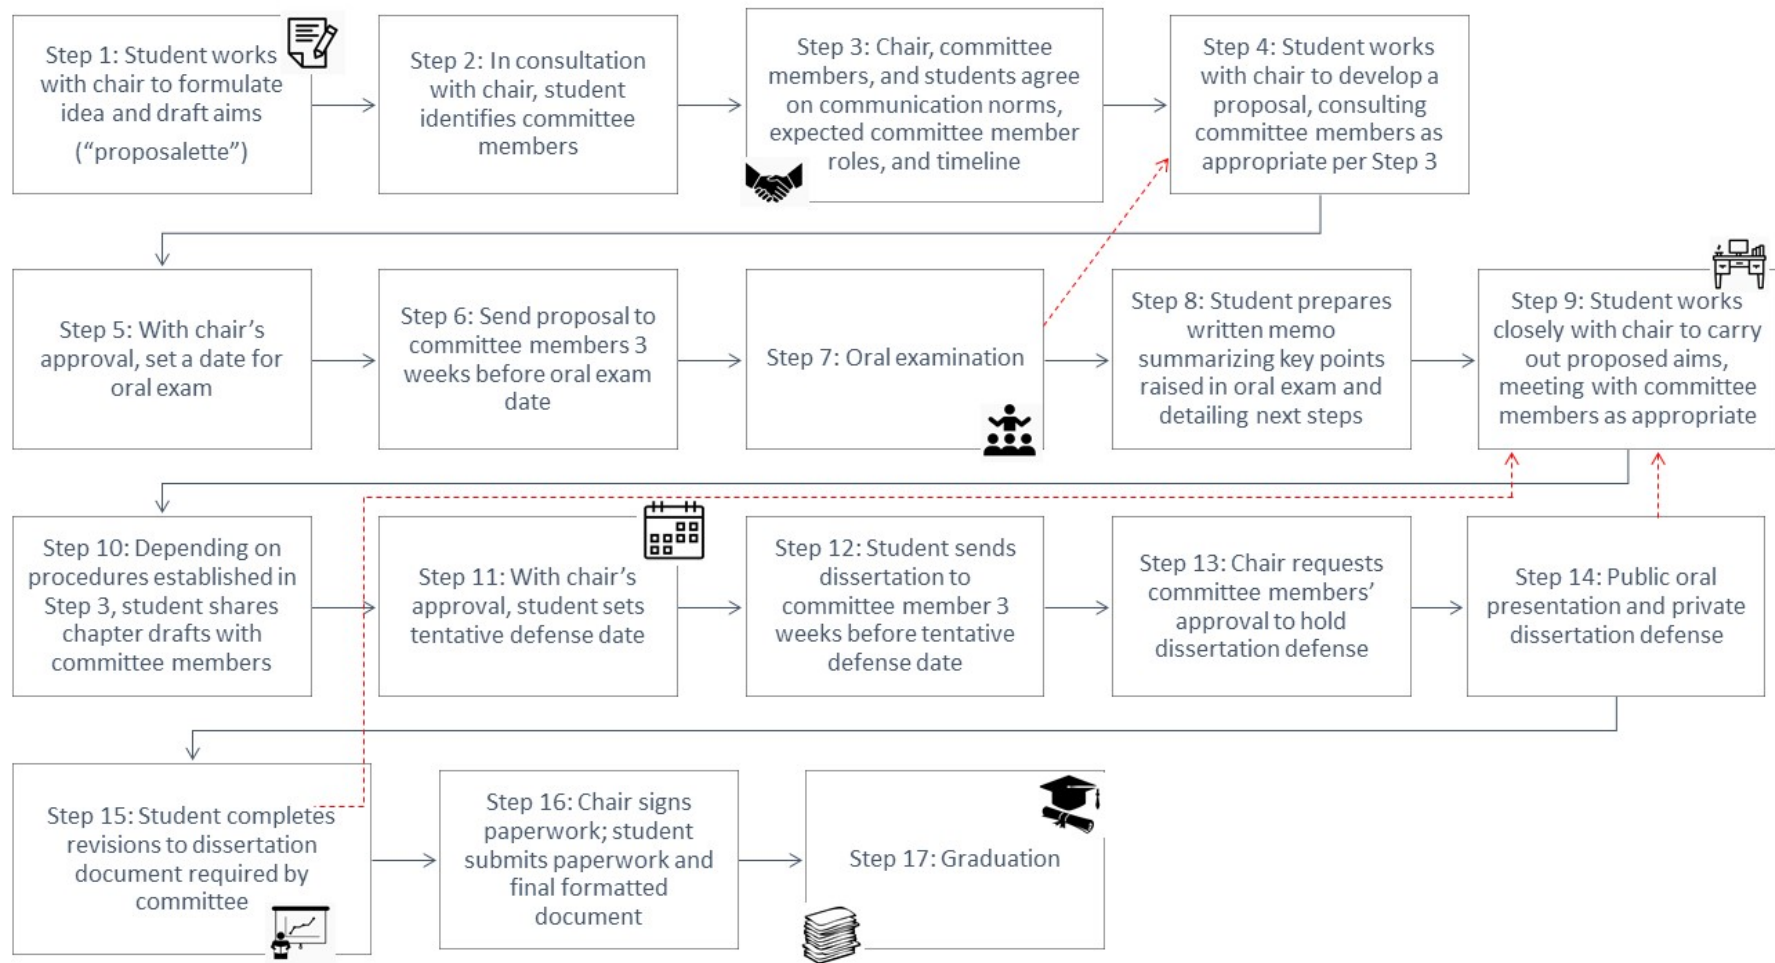 Step 1: Student works
with chair to formulate
idea and draft aims
(“proposalette”)
Step 2: In consultation
with chair, student
identifies committee
members
Step 3: Chair, committee
members, and students agree
on communication norms,
expected committee member
roles, and timeline
Step 4: Student works
with chair to develop a
proposal, consulting
committee members as
appropriate per Step 3
Step 5: With chair’s
approval, set a date for
oral exam
Step 6: Send proposal to
committee members 3
weeks before oral exam
date
Step 7: Oral examination
Step 8: Student prepares
written memo
summarizing key points
raised in oral exam and
detailing next steps
Step 9: Student works
closely with chair to carry
out proposed aims,
meeting with committee
members as appropriate
Step 10: Depending on
procedures established in
Step 3, student shares
chapter drafts with
committee members
Step 11: With chair’s
approval, student sets
tentative defense date
Step 12: Student sends
dissertation to
committee member 3
weeks before tentative
defense date
Step 13: Chair requests
committee members’
approval to hold
dissertation defense
Step 14: Public oral
presentation and private
dissertation defense
Step 15: Student completes
revisions to dissertation
document required by
committee
Step 16: Chair signs
paperwork; student
submits paperwork and
final formatted
document
Step 17: Graduation